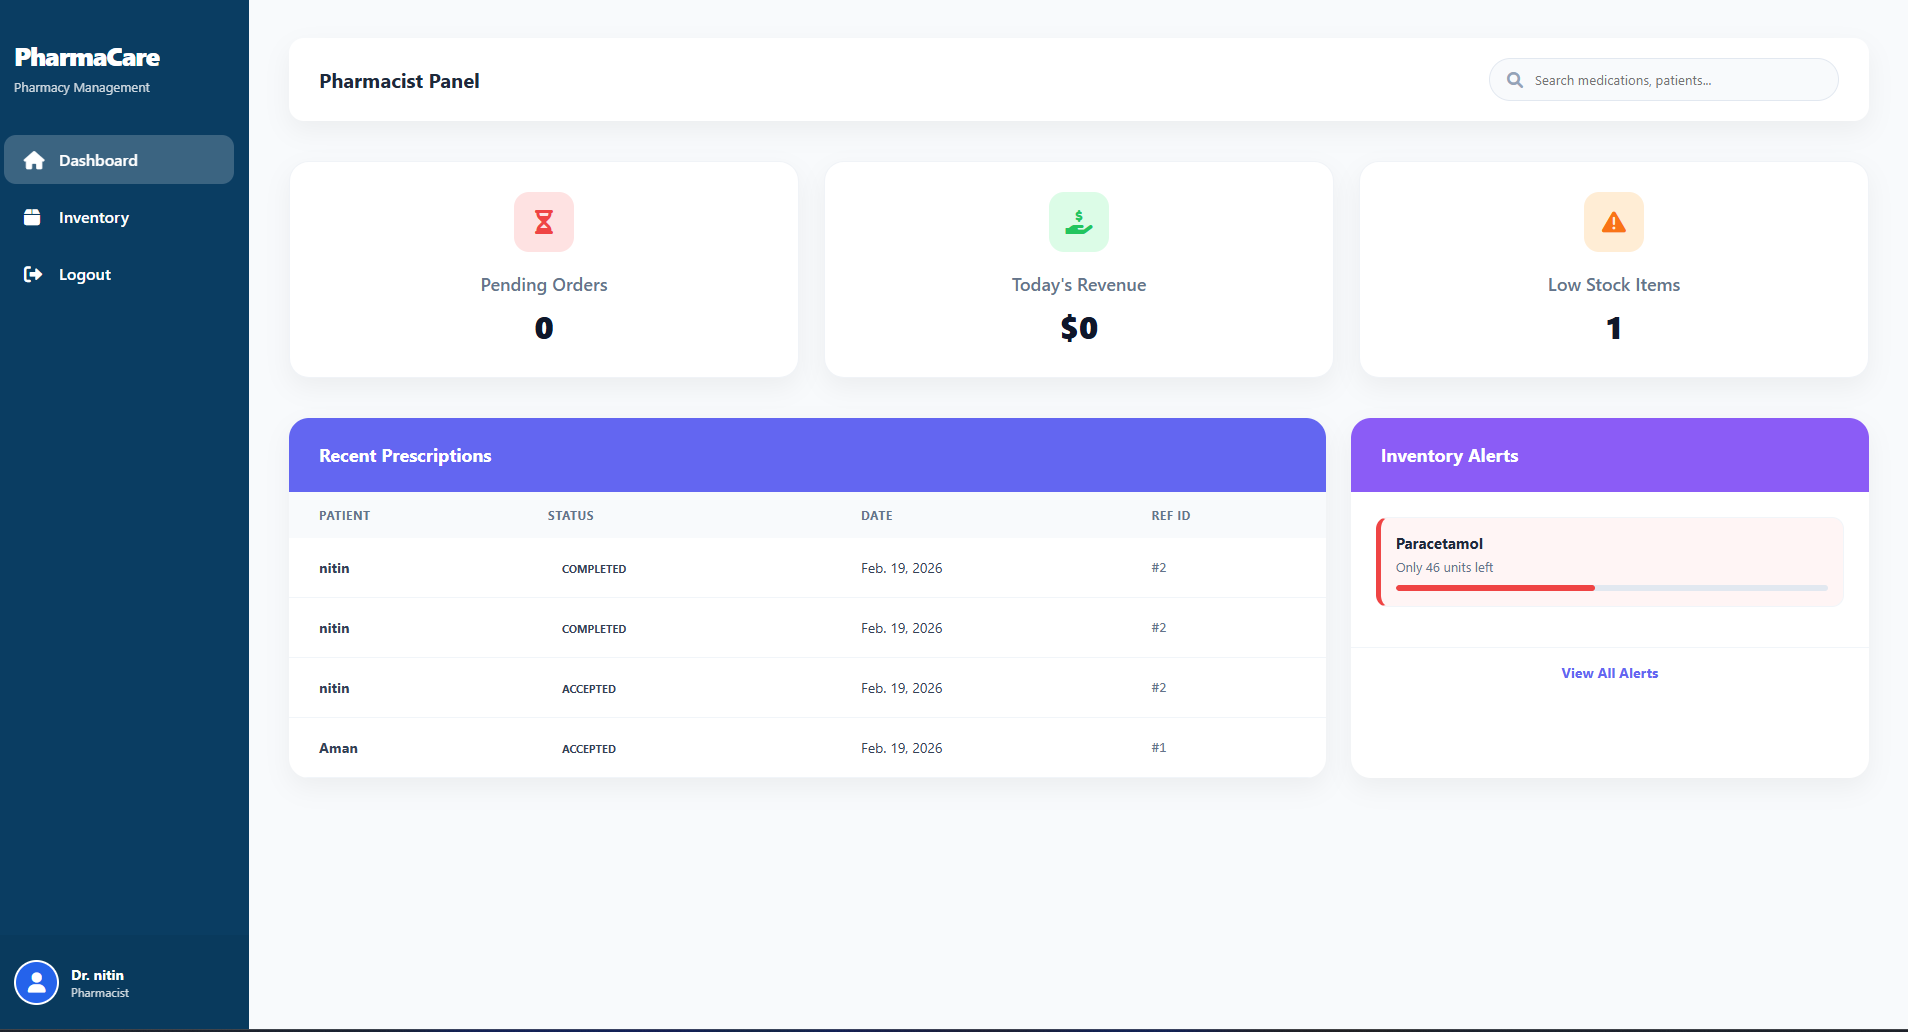 PharmaCare
Pharmacy Management
Dashboard
Inventory
Logout
Dr. nitin
Pharmacist
Pharmacist Panel
Search medications, patients...
Pending Orders
0
Today's Revenue
$0
Low Stock Items
1
Recent Prescriptions
PATIENT STATUS DATE REF ID
nitin COMPLETED Feb. 19, 2026 #2
nitin COMPLETED Feb. 19, 2026 #2
nitin ACCEPTED Feb. 19, 2026 #2
Aman ACCEPTED Feb. 19, 2026 #1
Inventory Alerts
Paracetamol
Only 46 units left
View All Alerts